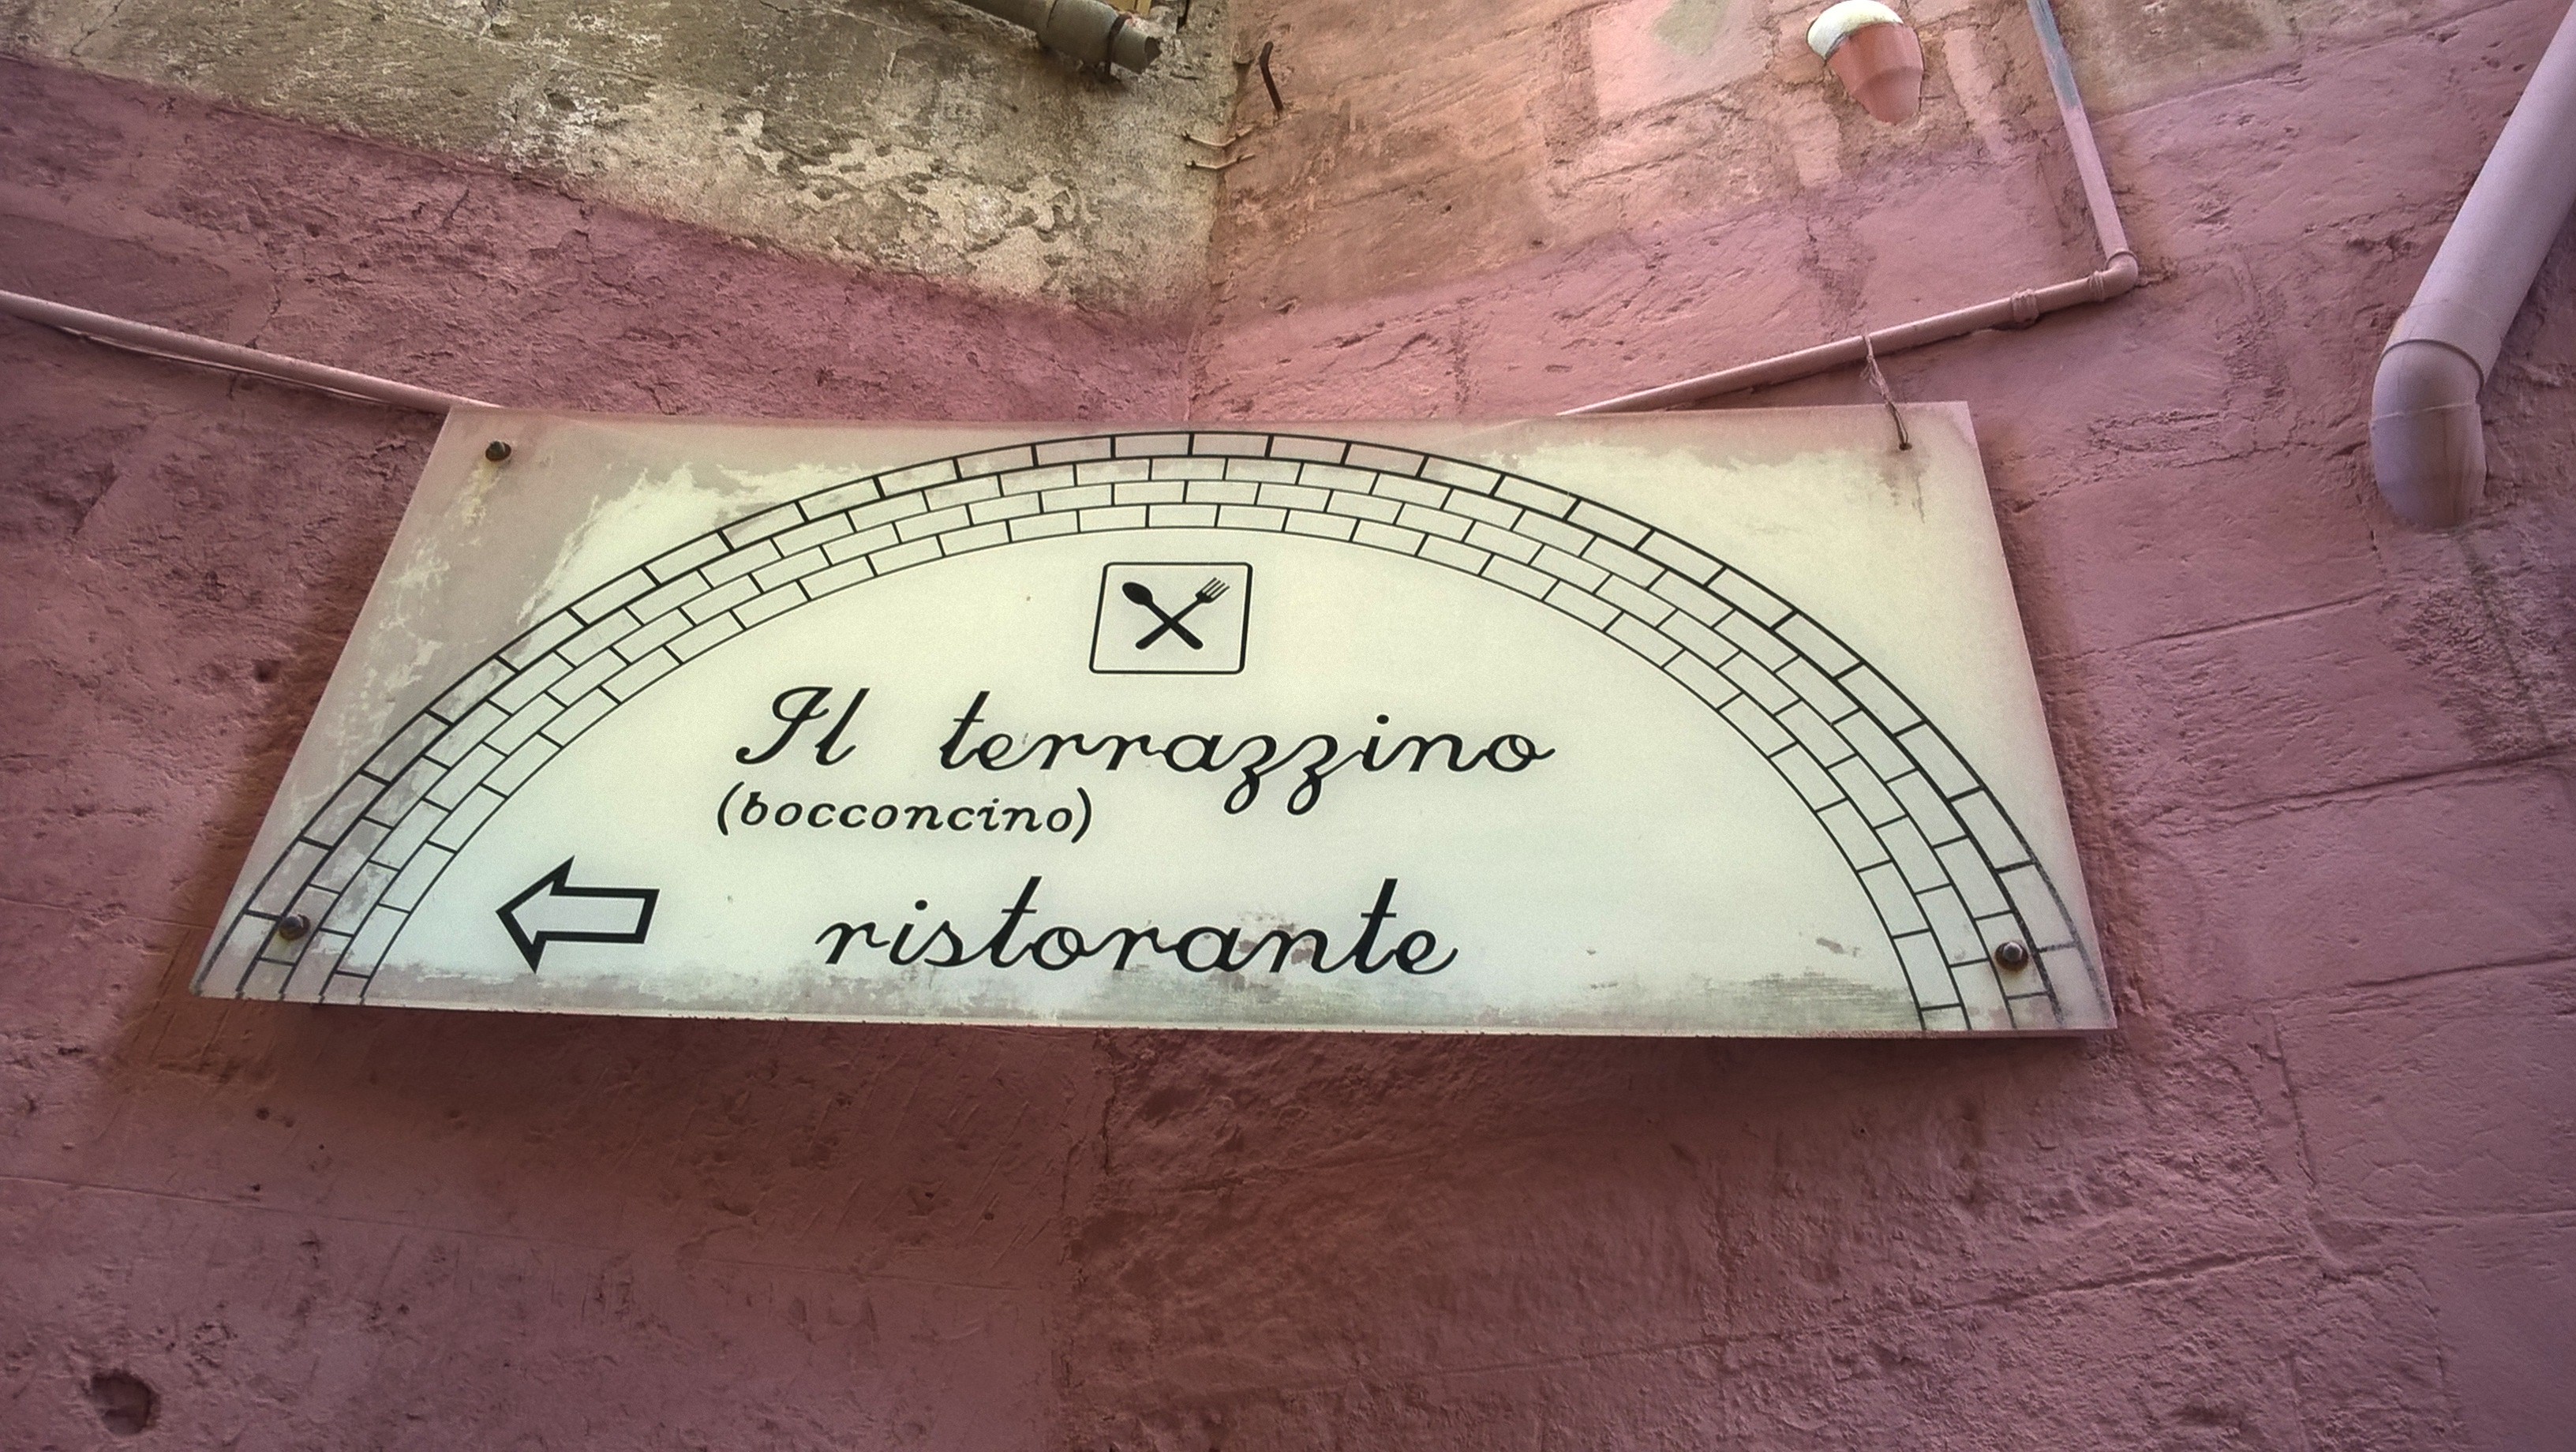 Il terrazzino
(bocconcino)
ristorante